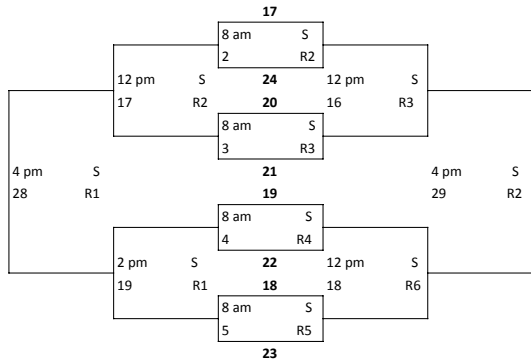 17
8 am S
2 R2
12 pm S 24 12 pm S
17 R2 20 16 R3
8 am S
3 R3
4 pm S 21 4 pm S
28 R1 19 29 R2
8 am S
4 R4
2 pm S 22 12 pm S
19 R1 18 18 R6
8 am S
5 R5
23